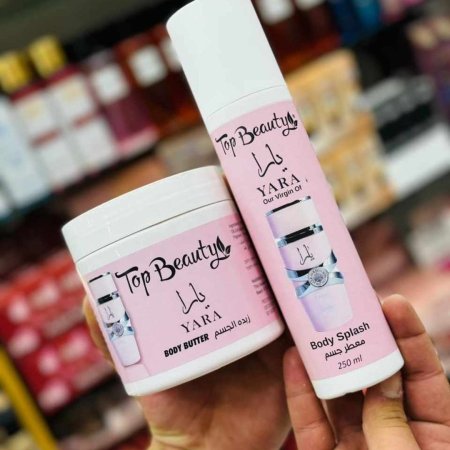 Top Beauty
يارا
YARA
BODY BUTTER زبدة الجسم
Top Beauty
يارا
YARA
Our Virgin Of
Body Splash
معطر جسم
250 ml